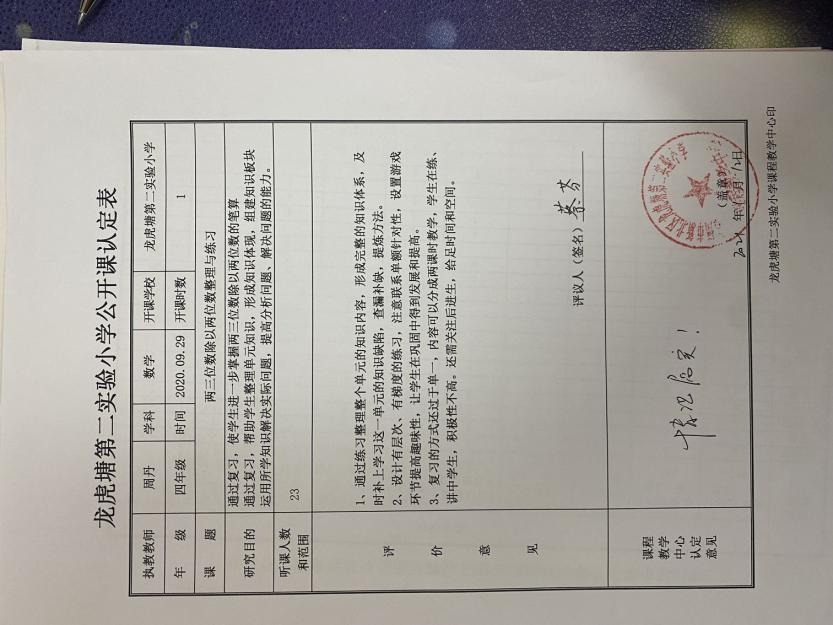 龙虎塘第二实验小学公开课认定表
执教教师 周丹 学科 数学 开课学校 龙虎塘第二实验小学
年 级 四年级 时间 2020.09.29 开课时数 1
课 题 两三位数除以两位数整理与练习
研究目的
通过复习，使学生进一步掌握两三位数除以两位数的笔算
通过复习，帮助学生整理单元知识，形成知识体现，组建知识板块
运用所学知识解决实际问题，提高分析问题、解决问题的能力。
听课人数
和范围
23
评
价
意
见
1、通过练习整理整个单元的知识内容，形成完整的知识体系，及
时补上学习这一单元的知识缺陷，查漏补缺，提炼方法。
2、设计有层次、有梯度的练习，注意联系单额针对性，设置游戏
环节提高趣味性，让学生在巩固中得到发展和提高。
3、复习的方式还过于单一，内容可以分成两课时教学，学生在练、
讲中学生，积极性不高。还需关注后进生，给足时间和空间。
评议人（签名）蔡芬
课程
教学
中心
认定
意见
情况属实！
（盖章）
2021 年 月 12 日
龙虎塘第二实验小学课程教学中心印